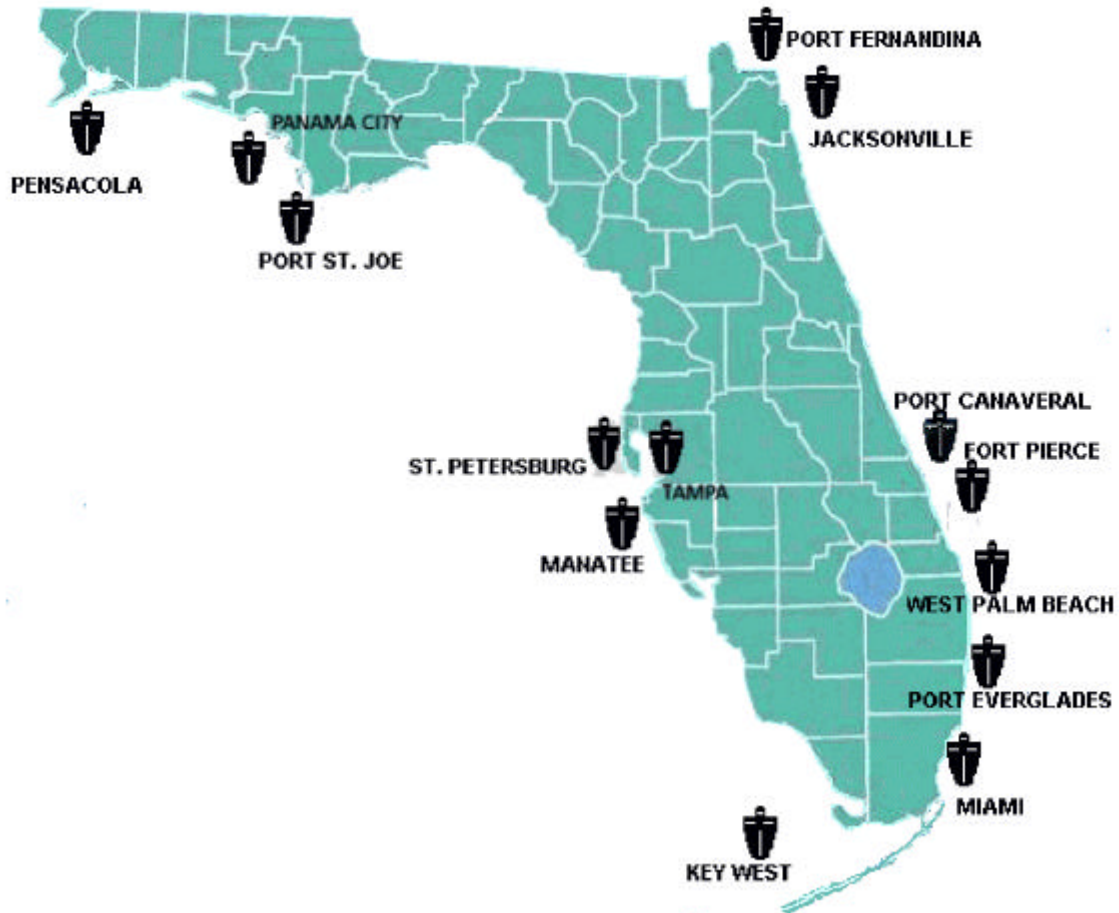 PORT FERNANDINA
PANAMA CITY
JACKSONVILLE
PENSACOLA
PORT ST. JOE
PORT CANAVERAL
FORT PIERCE
ST. PETERSBURG
TAMPA
MANATEE
WEST PALM BEACH
PORT EVERGLADES
MIAMI
KEY WEST